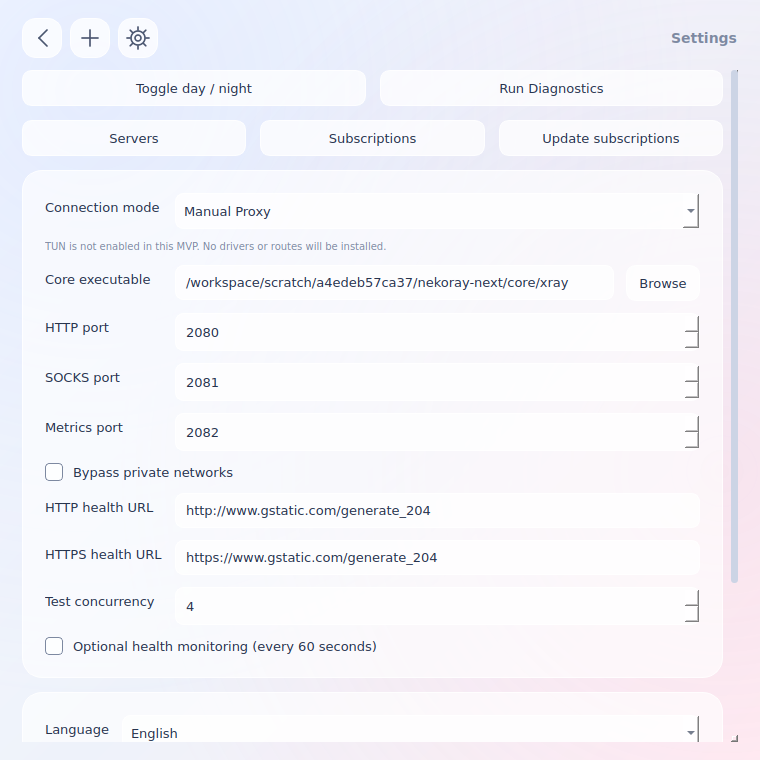 Settings
Toggle day / night
Run Diagnostics
Servers
Subscriptions
Update subscriptions
Connection mode
Manual Proxy
TUN is not enabled in this MVP. No drivers or routes will be installed.
Core executable
/workspace/scratch/a4edeb57ca37/nekoray-next/core/xray
Browse
HTTP port
2080
SOCKS port
2081
Metrics port
2082
Bypass private networks
HTTP health URL
http://www.gstatic.com/generate_204
HTTPS health URL
https://www.gstatic.com/generate_204
Test concurrency
4
Optional health monitoring (every 60 seconds)
Language
English